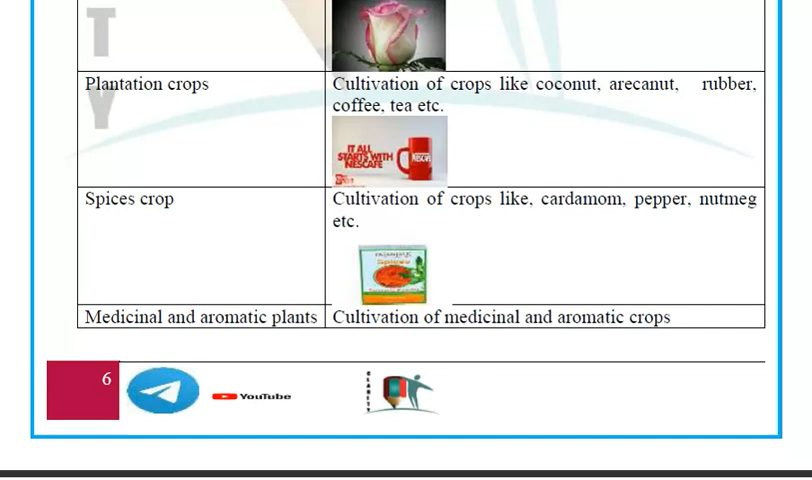 T
Y
Plantation crops
Cultivation of crops like coconut, arecanut, rubber,
coffee, tea etc.
IT ALL
STARTS WITH
NESCAFE
NESCAFE
Spices crop
Cultivation of crops like, cardamom, pepper, nutmeg
etc.
Medicinal and aromatic plants
Cultivation of medicinal and aromatic crops
6
YouTube
CLARITY